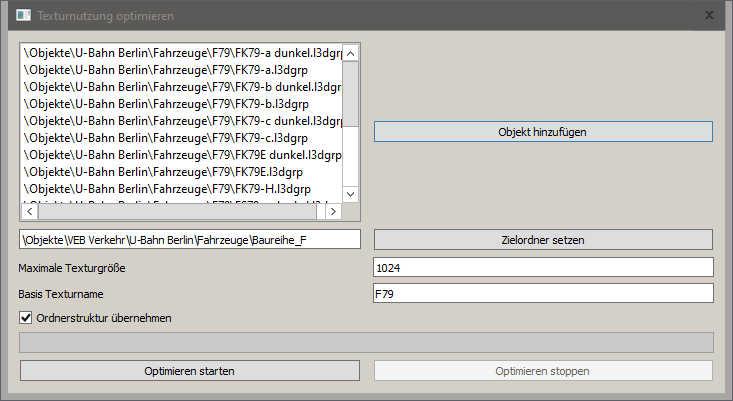 Texturnutzung optimieren
\Objekte\U-Bahn Berlin\Fahrzeuge\F79\FK79-a dunkel.l3dgrp
\Objekte\U-Bahn Berlin\Fahrzeuge\F79\FK79-a.l3dgrp
\Objekte\U-Bahn Berlin\Fahrzeuge\F79\FK79-b dunkel.l3dgrp
\Objekte\U-Bahn Berlin\Fahrzeuge\F79\FK79-b.l3dgrp
\Objekte\U-Bahn Berlin\Fahrzeuge\F79\FK79-c dunkel.l3dgrp
\Objekte\U-Bahn Berlin\Fahrzeuge\F79\FK79-c.l3dgrp
\Objekte\U-Bahn Berlin\Fahrzeuge\F79\FK79E dunkel.l3dgrp
\Objekte\U-Bahn Berlin\Fahrzeuge\F79\FK79E.l3dgrp
\Objekte\U-Bahn Berlin\Fahrzeuge\F79\FK79-H.l3dgrp
Objekt hinzufügen
\Objekte\VEB Verkehr\U-Bahn Berlin\Fahrzeuge\Baureihe_F
Zielordner setzen
Maximale Texturgröße
1024
Basis Texturname
F79
Ordnerstruktur übernehmen
Optimieren starten
Optimieren stoppen